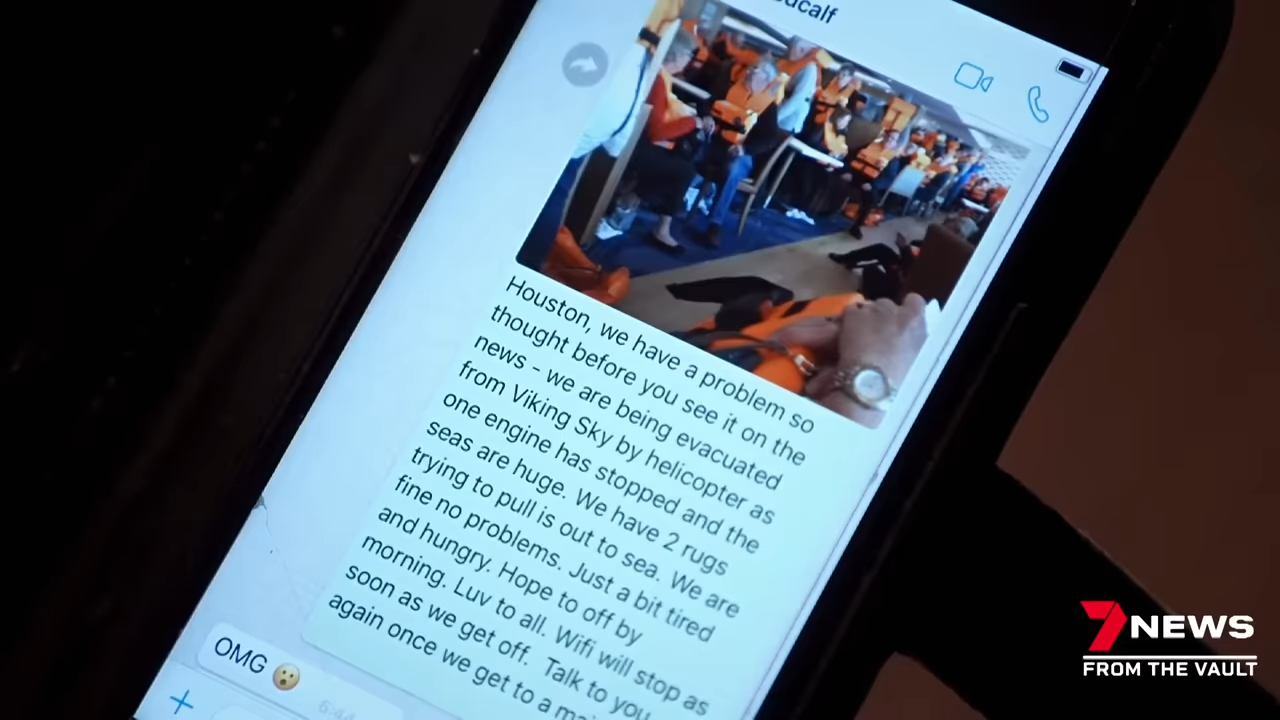 Houston, we have a problem so
thought before you see it on the
news - we are being evacuated
from Viking Sky by helicopter as
one engine has stopped and the
seas are huge. We have 2 rugs
trying to pull is out to sea. We are
fine no problems. Just a bit tired
and hungry. Hope to off by
morning. Luv to all. Wifi will stop as
soon as we get off. Talk to you
again once we get to a
OMG 😮
7NEWS
FROM THE VAULT